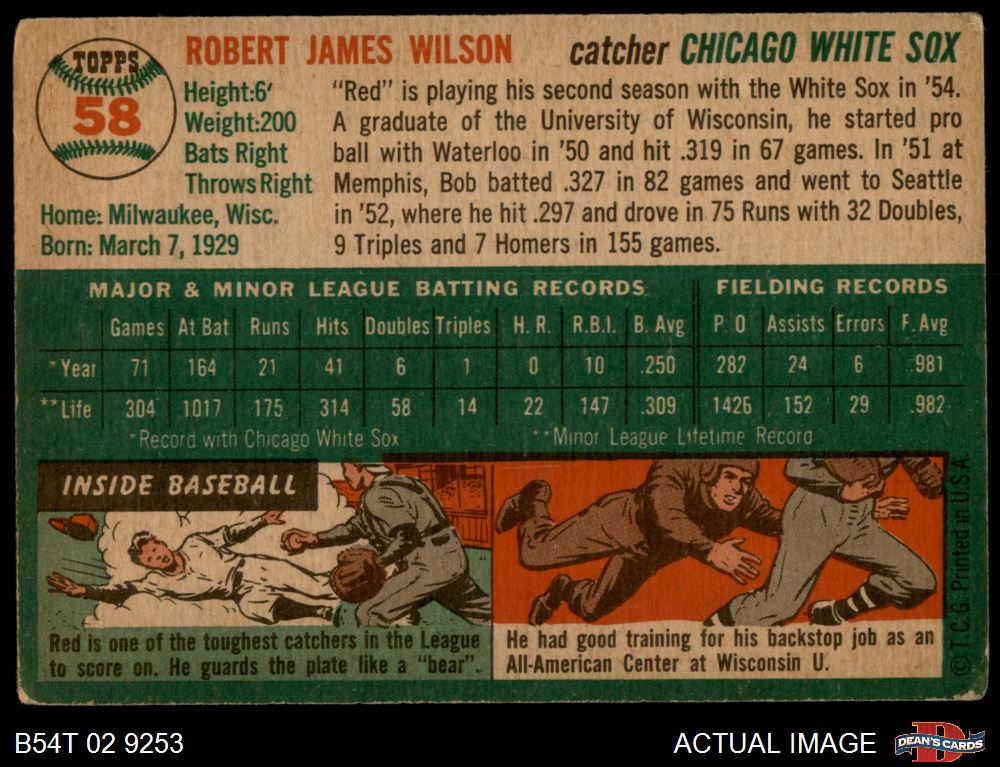 TOPPS
58
ROBERT JAMES WILSON catcher CHICAGO WHITE SOX
Height:6′
Weight:200
Bats Right
Throws Right
Home: Milwaukee, Wisc.
Born: March 7, 1929
"Red" is playing his second season with the White Sox in '54.
A graduate of the University of Wisconsin, he started pro
ball with Waterloo in '50 and hit .319 in 67 games. In '51 at
Memphis, Bob batted .327 in 82 games and went to Seattle
in '52, where he hit .297 and drove in 75 Runs with 32 Doubles,
9 Triples and 7 Homers in 155 games.
MAJOR & MINOR LEAGUE BATTING RECORDS FIELDING RECORDS
Games At Bat Runs Hits Doubles Triples H. R. R.B.I. B. Avg P O Assists Errors F. Avg
*Year 71 164 21 41 6 1 0 10 .250 282 24 6 .981
**Life 304 1017 175 314 58 14 22 147 .309 1426 152 29 .982
*Record with Chicago White Sox **Minor League Lifetime Record
INSIDE BASEBALL
Red is one of the toughest catchers in the League
to score on. He guards the plate like a "bear".
He had good training for his backstop job as an
All-American Center at Wisconsin U.
© T.C.G. Printed in U.S.A.
B54T 02 9253
ACTUAL IMAGE
D
DEAN'S CARDS